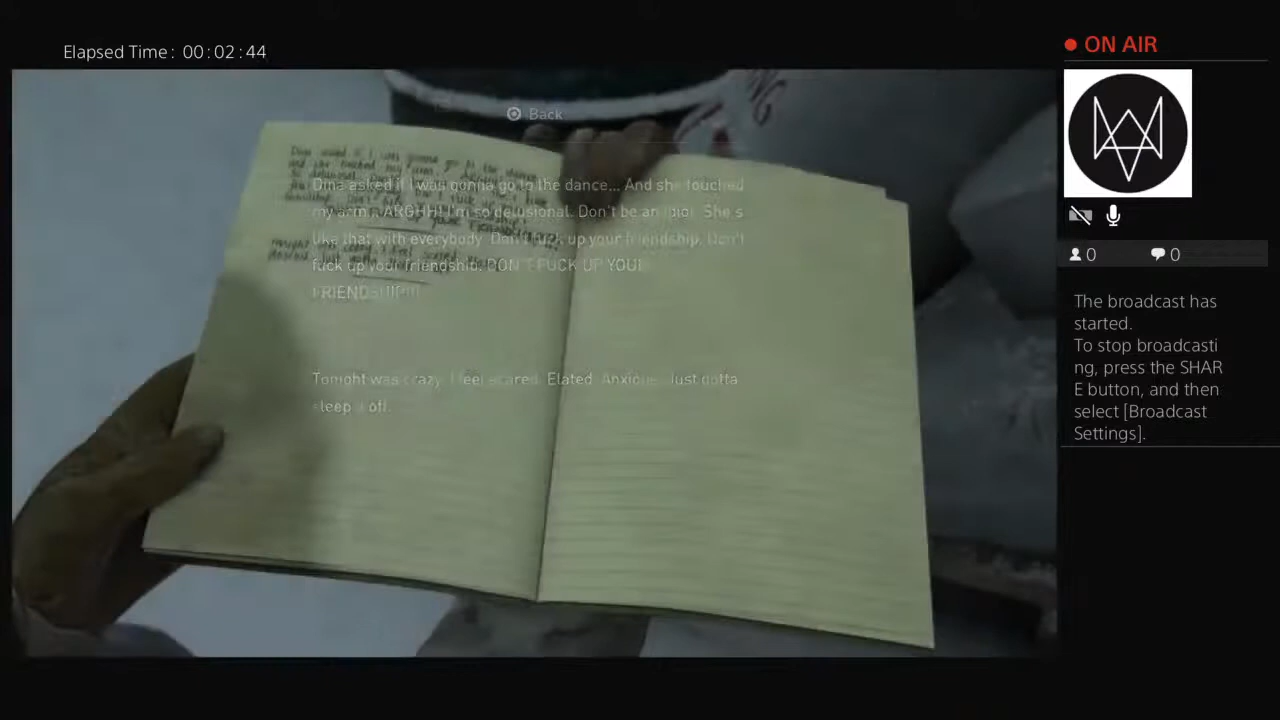 Elapsed Time: 00:02:44
ON AIR
Back
Dina asked if I was gonna go to the dance... And she touched
my arm... ARGHH! I'm so delusional. Don't be an idiot. She's
like that with everybody. Don't fuck up your friendship. Don't
fuck up your friendship. DON'T FUCK UP YOUR
FRIENDSHIP!!!
Tonight was crazy. I feel scared. Elated. Anxious. Just gotta
sleep it off.
0
0
The broadcast has
started.
To stop broadcasti
ng, press the SHAR
E button, and then
select [Broadcast
Settings].